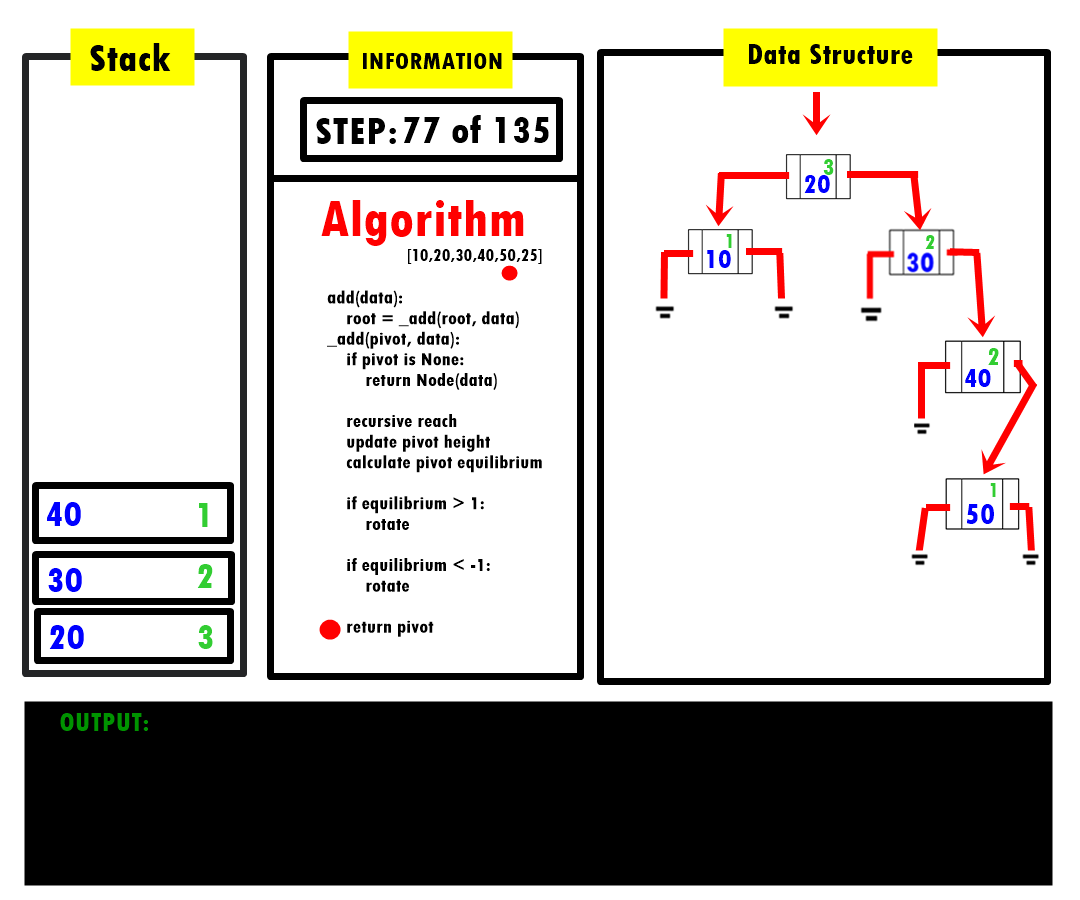 Stack
40 1
30 2
20 3
INFORMATION
STEP: 77 of 135
Algorithm
[10,20,30,40,50,25]
add(data):
root = _add(root, data)
_add(pivot, data):
if pivot is None:
return Node(data)
recursive reach
update pivot height
calculate pivot equilibrium
if equilibrium > 1:
rotate
if equilibrium < -1:
rotate
return pivot
Data Structure
3
20
1
10
2
30
2
40
1
50
OUTPUT: